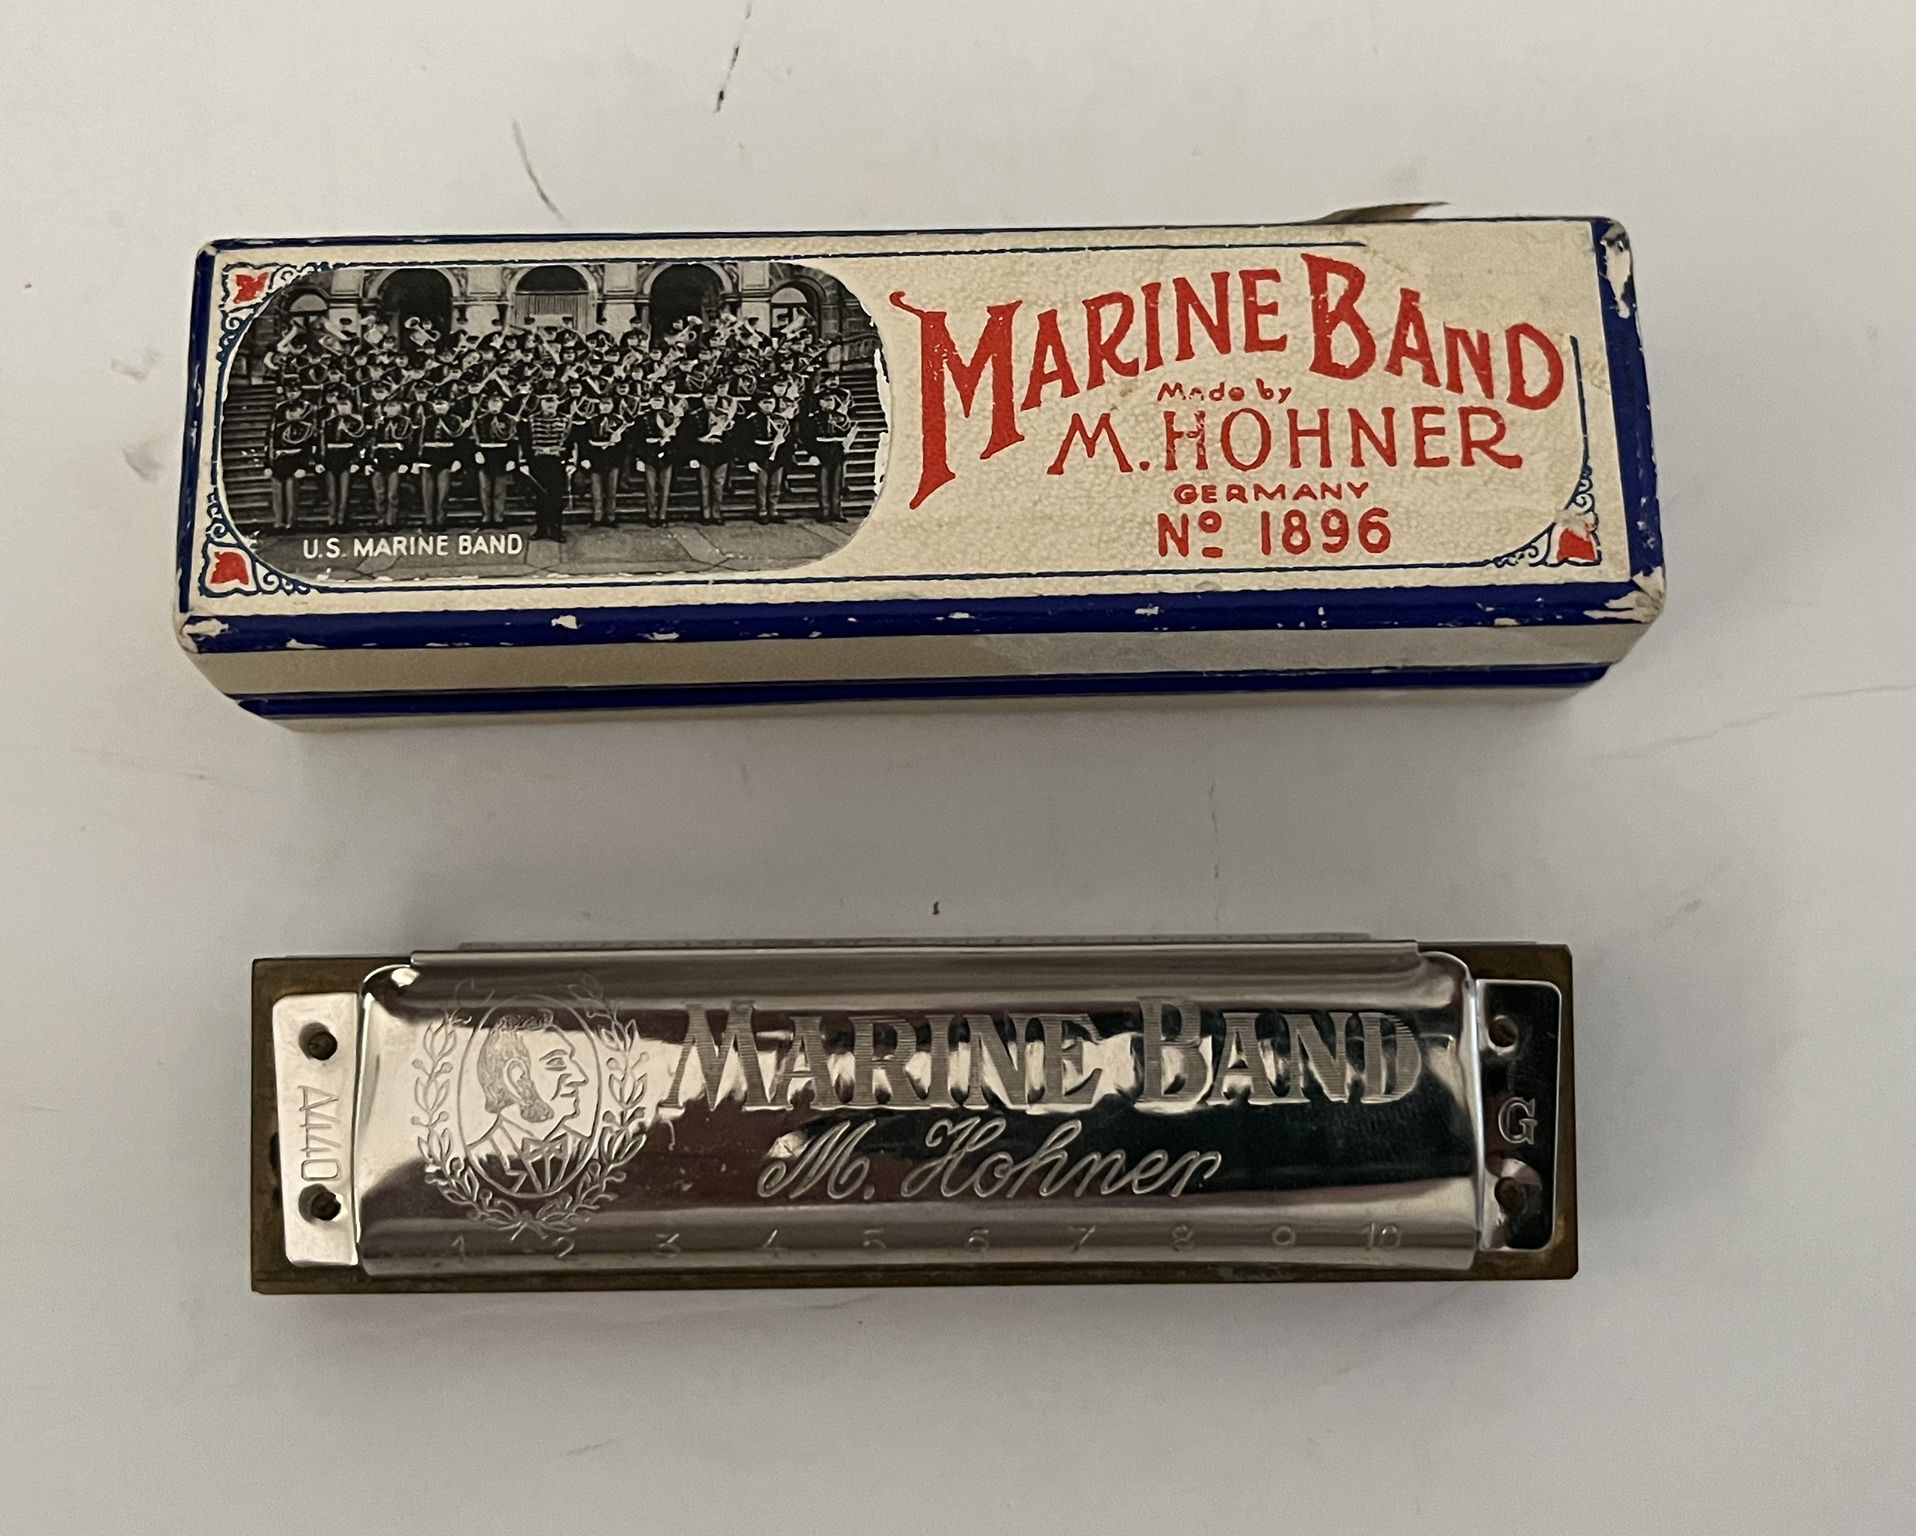 MARINE BAND
Made by
M. HOHNER
GERMANY
Nº 1896
U.S. MARINE BAND
MARINE BAND
M. Hohner
A440
G
1 2 3 4 5 6 7 8 9 10